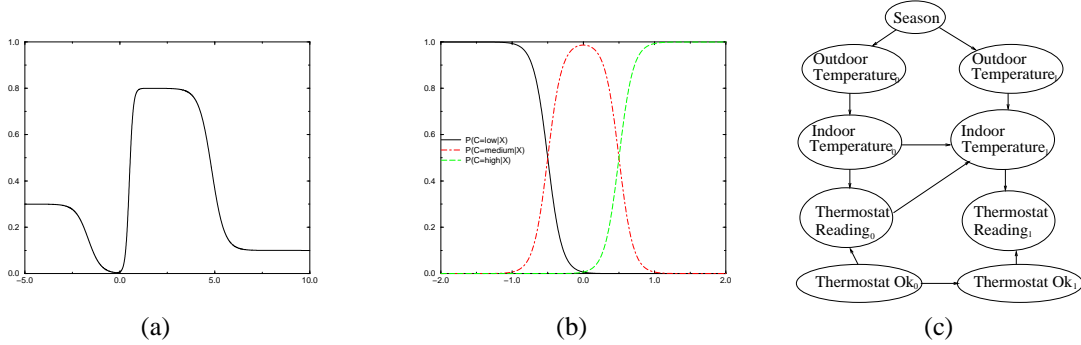 1.0
0.8
0.6
0.4
0.2
0.0
−5.0 0.0 5.0 10.0
(a)
1.0
0.8
0.6
0.4
0.2
0.0
−2.0 −1.0 0.0 1.0 2.0
P(C=low|X)
P(C=medium|X)
P(C=high|X)
(b)
Season
Outdoor
Temperature0
Outdoor
Temperature1
Indoor
Temperature0
Indoor
Temperature1
Thermostat
Reading0
Thermostat
Reading1
Thermostat Ok0
Thermostat Ok1
(c)